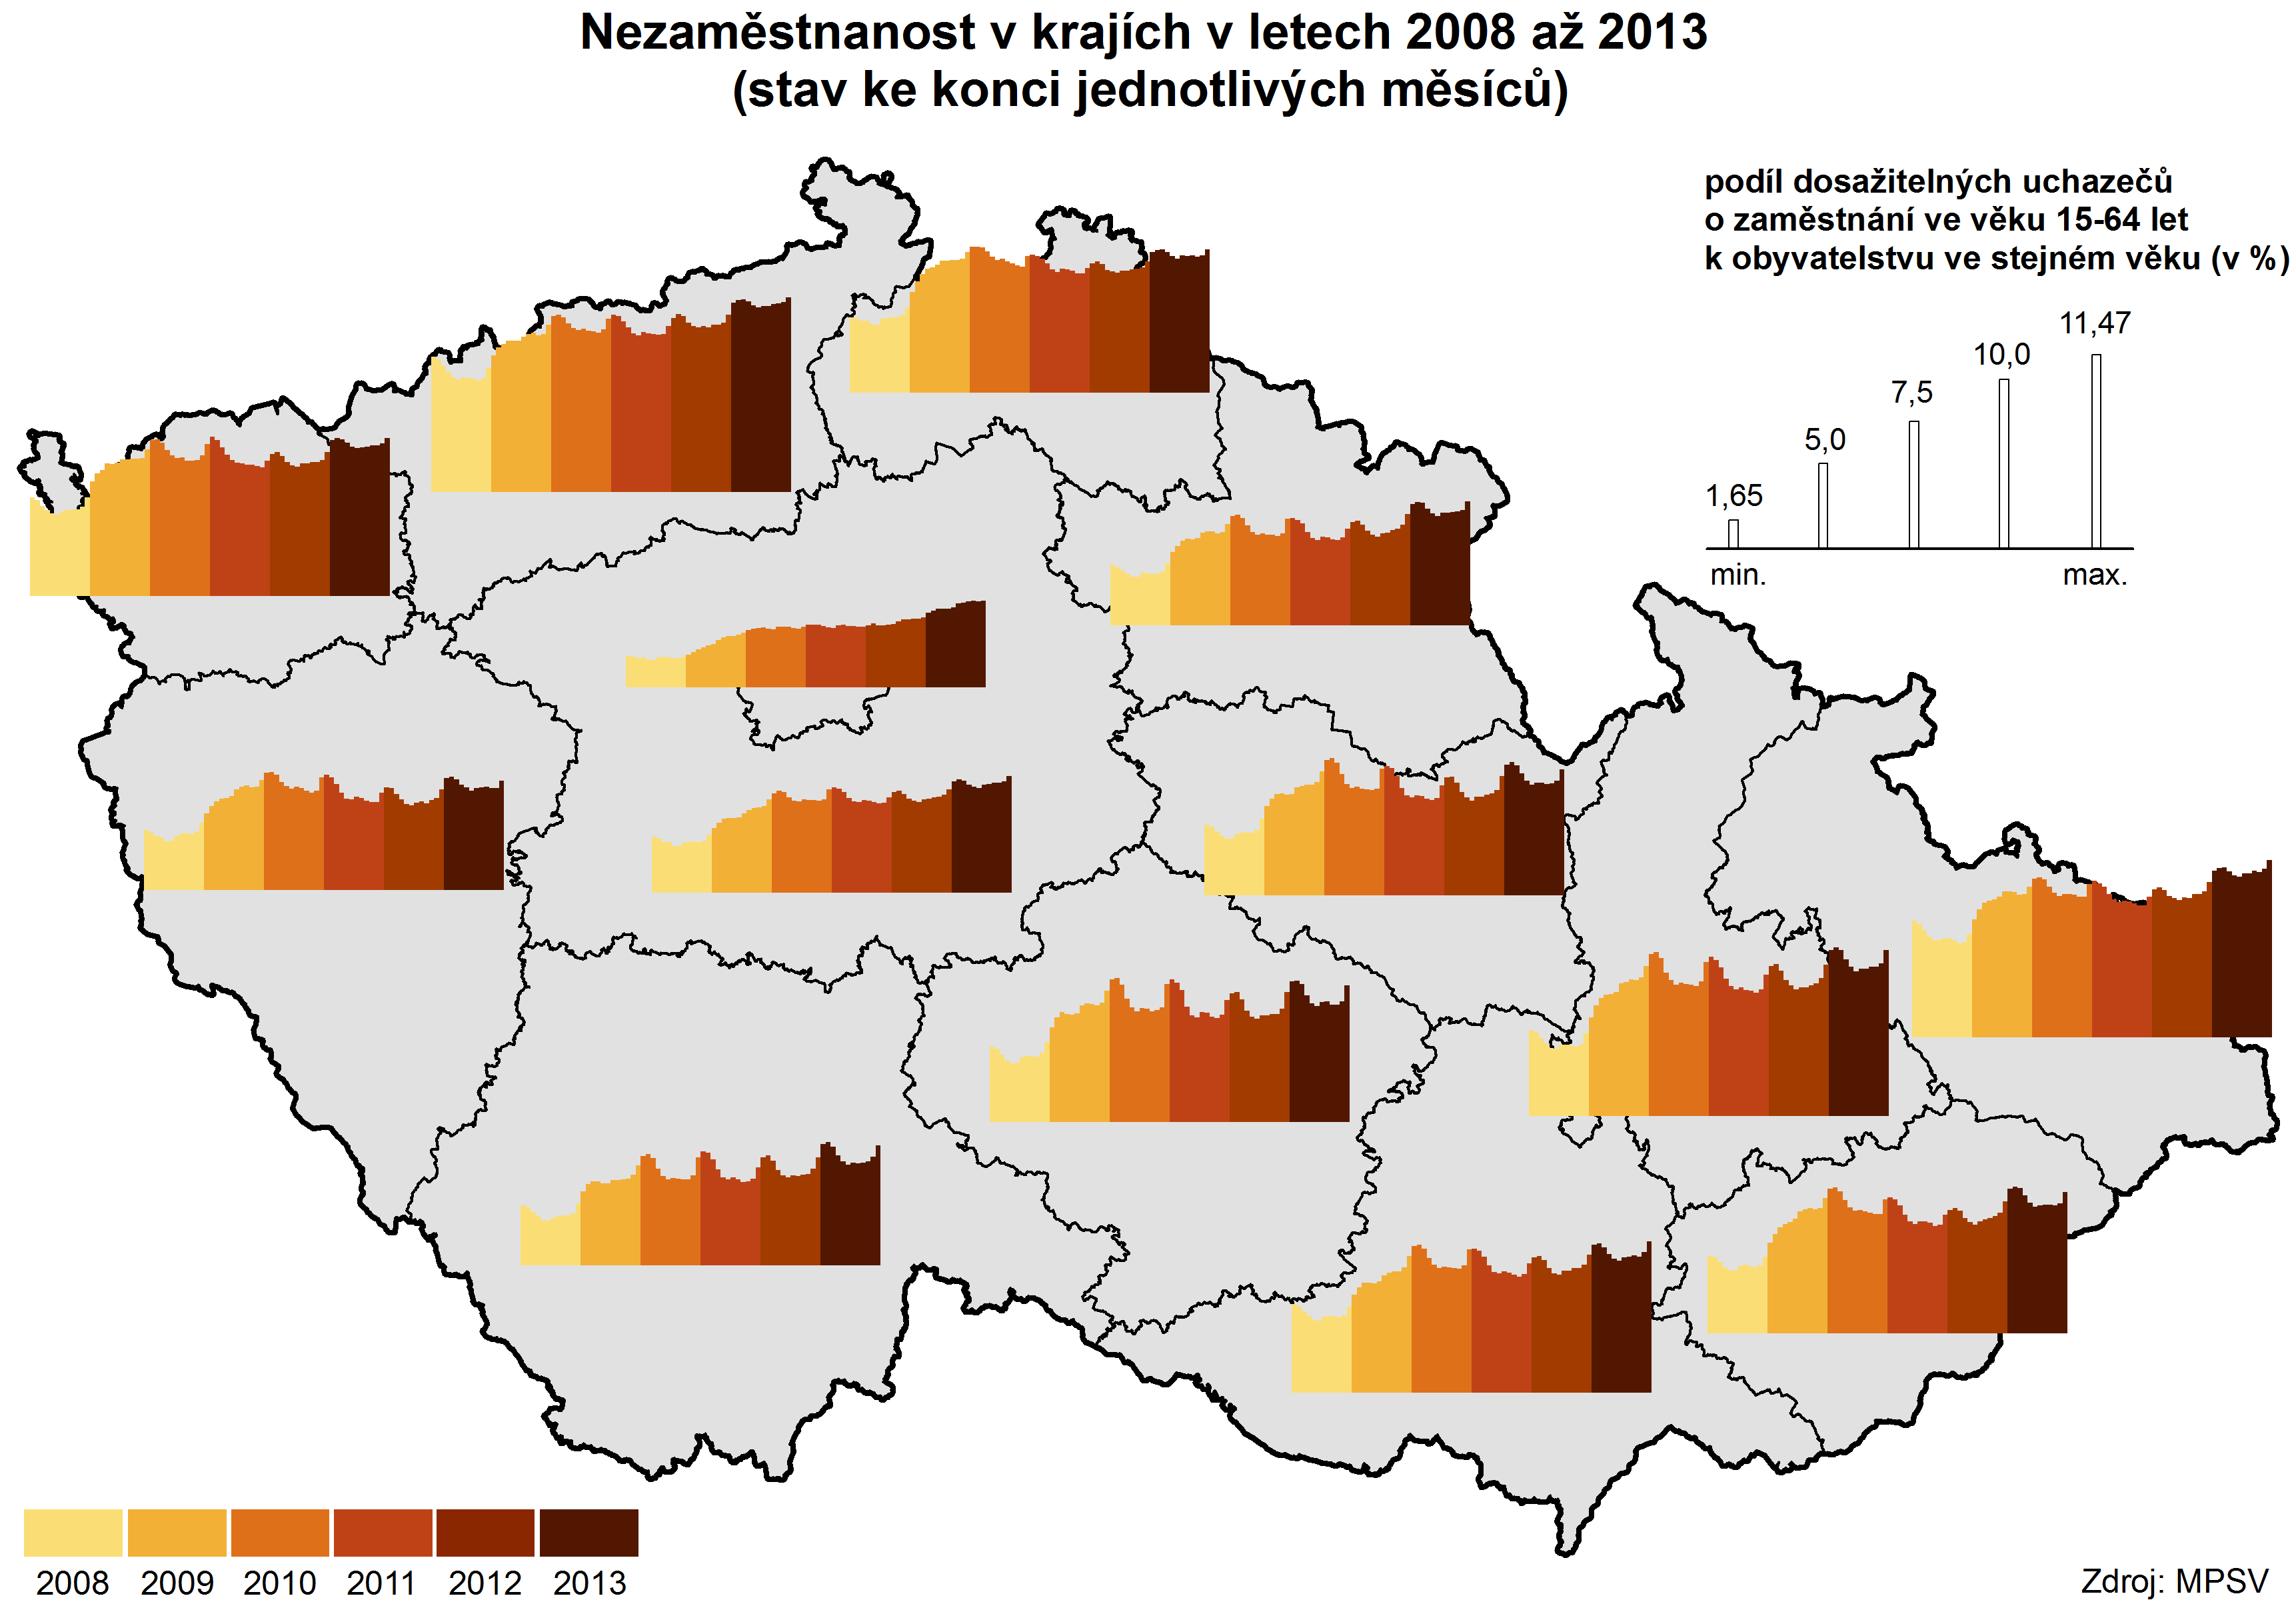 Nezaměstnanost v krajích v letech 2008 až 2013
(stav ke konci jednotlivých měsíců)
podíl dosažitelných uchazečů
o zaměstnání ve věku 15-64 let
k obyvatelstvu ve stejném věku (v %)
1,65
5,0
7,5
10,0
11,47
min.
max.
2008 2009 2010 2011 2012 2013
Zdroj: MPSV